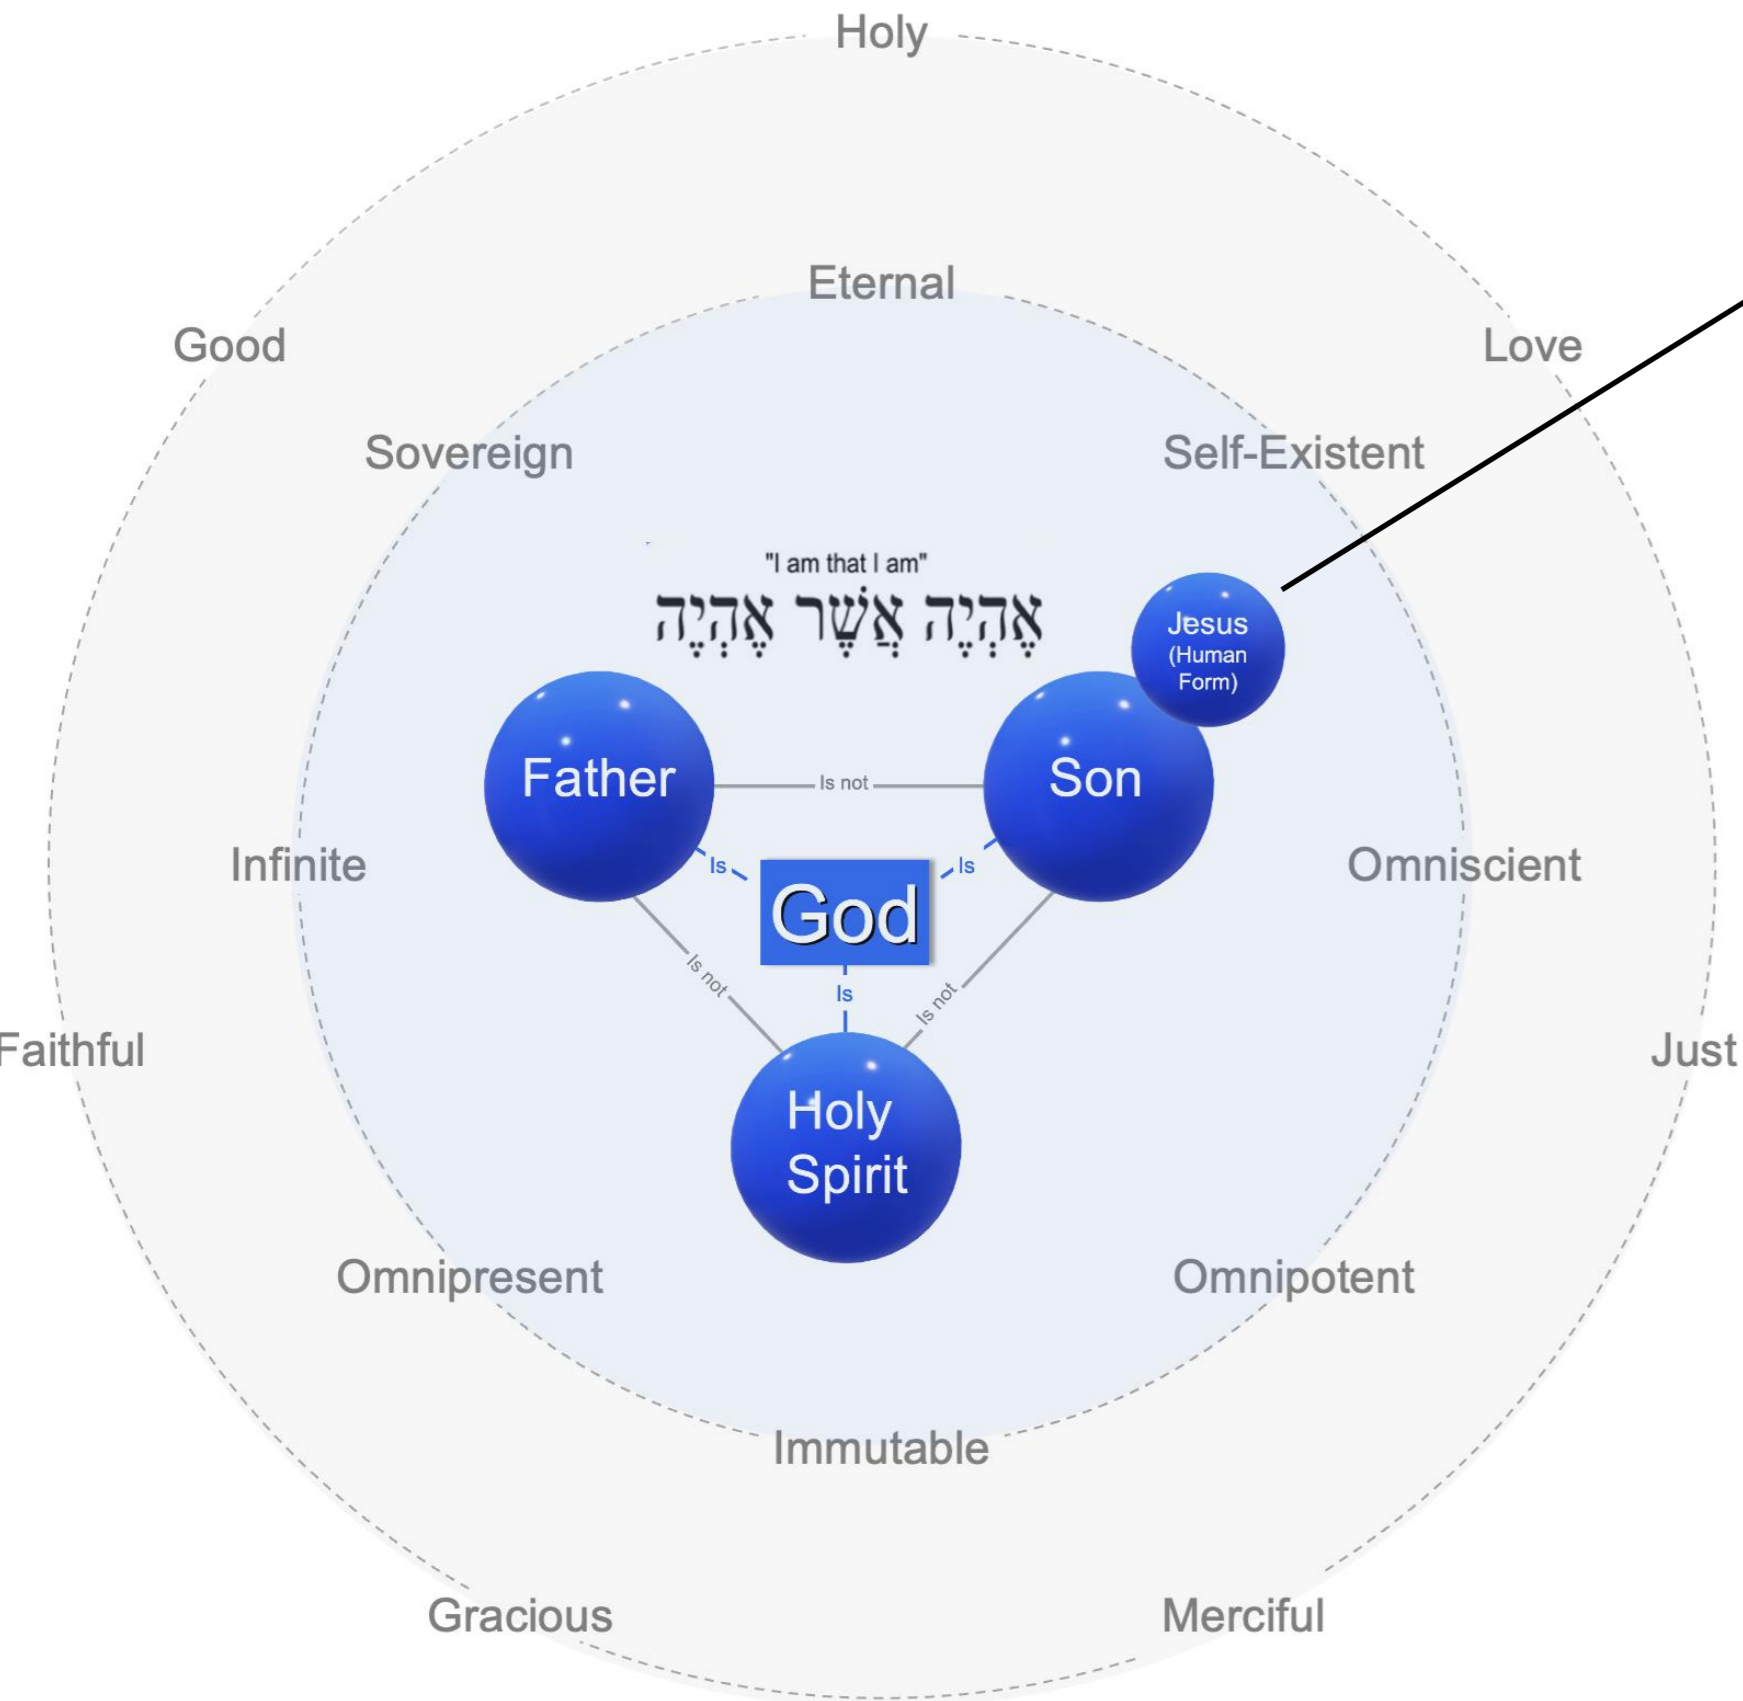 Holy
Eternal
Good
Love
Sovereign
Self-Existent
"I am that I am"
אֶהְיֶה אֲשֶׁר אֶהְיֶה
Jesus
(Human
Form)
Father
Is not
Son
Infinite
Is
Is
Omniscient
God
Is not
Is
Is not
Faithful
Just
Holy
Spirit
Omnipresent
Omnipotent
Immutable
Gracious
Merciful